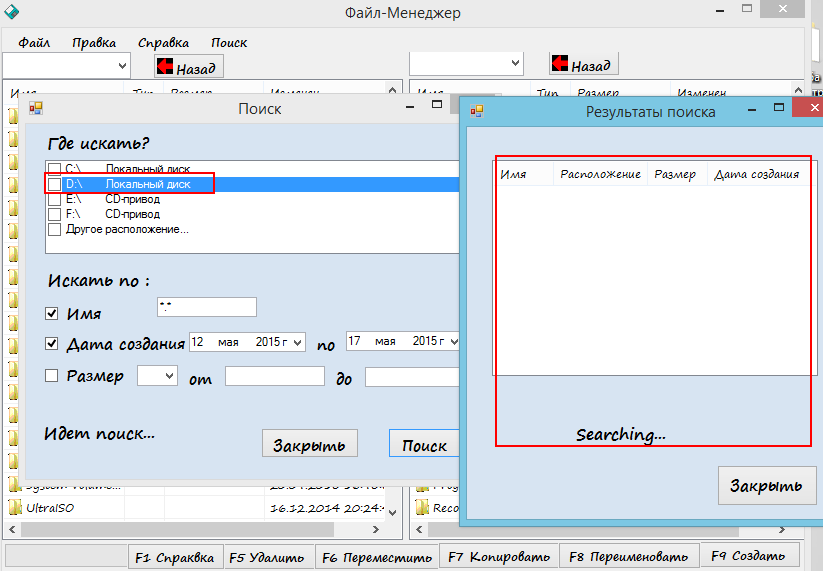 Файл-Менеджер
Файл Правка Справка Поиск
Назад
Назад
Имя Тип Размер Изменен
Имя Тип Размер Изменен
Поиск
Где искать?
C:\ Локальный диск
D:\ Локальный диск
E:\ CD-привод
F:\ CD-привод
Другое расположение...
Искать по :
Имя *.*
Дата создания 12 мая 2015 г по 17 мая 2015 г
Размер от до
Идет поиск...
Закрыть Поиск
Результаты поиска
Имя Расположение Размер Дата создания
Searching...
Закрыть
UltraISO 16.12.2014 20:24:
Reco
F1 Справквка F5 Удалить F6 Переместить F7 Копировать F8 Переименовать F9 Создать